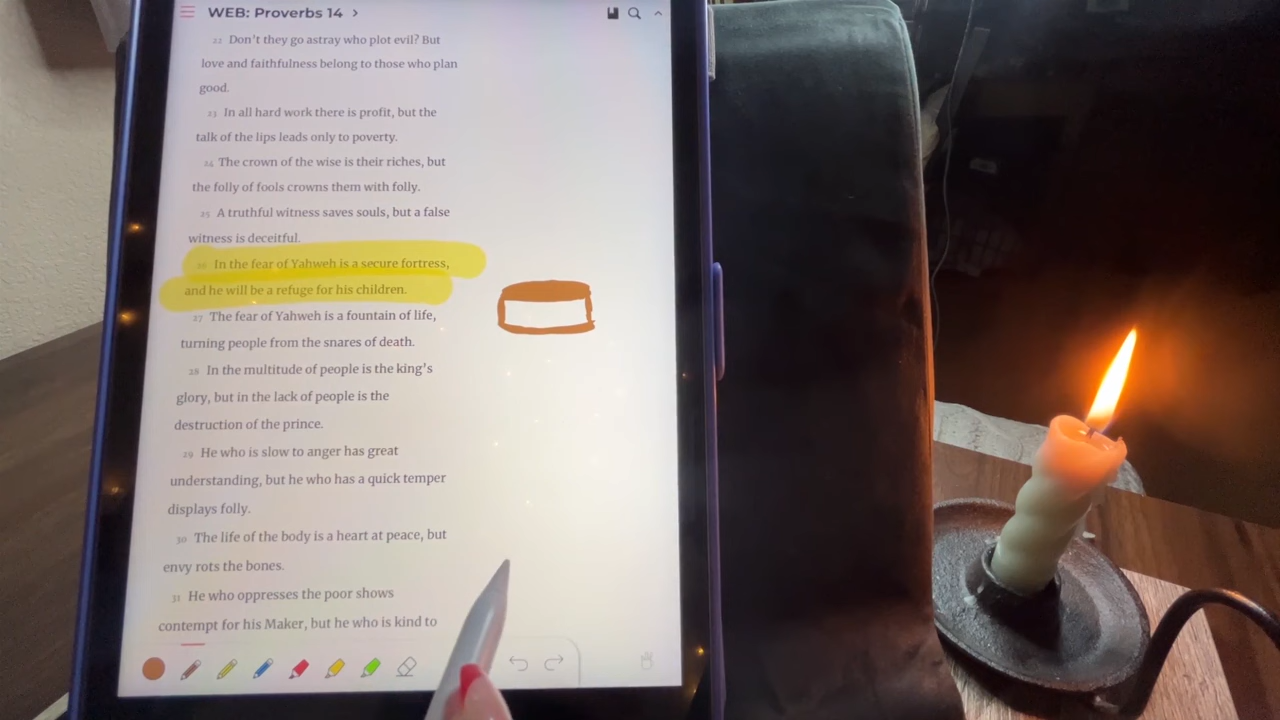 WEB: Proverbs 14 >
22 Don't they go astray who plot evil? But
love and faithfulness belong to those who plan
good.
23 In all hard work there is profit, but the
talk of the lips leads only to poverty.
24 The crown of the wise is their riches, but
the folly of fools crowns them with folly.
25 A truthful witness saves souls, but a false
witness is deceitful.
26 In the fear of Yahweh is a secure fortress,
and he will be a refuge for his children.
27 The fear of Yahweh is a fountain of life,
turning people from the snares of death.
28 In the multitude of people is the king's
glory, but in the lack of people is the
destruction of the prince.
29 He who is slow to anger has great
understanding, but he who has a quick temper
displays folly.
30 The life of the body is a heart at peace, but
envy rots the bones.
31 He who oppresses the poor shows
contempt for his Maker, but he who is kind to